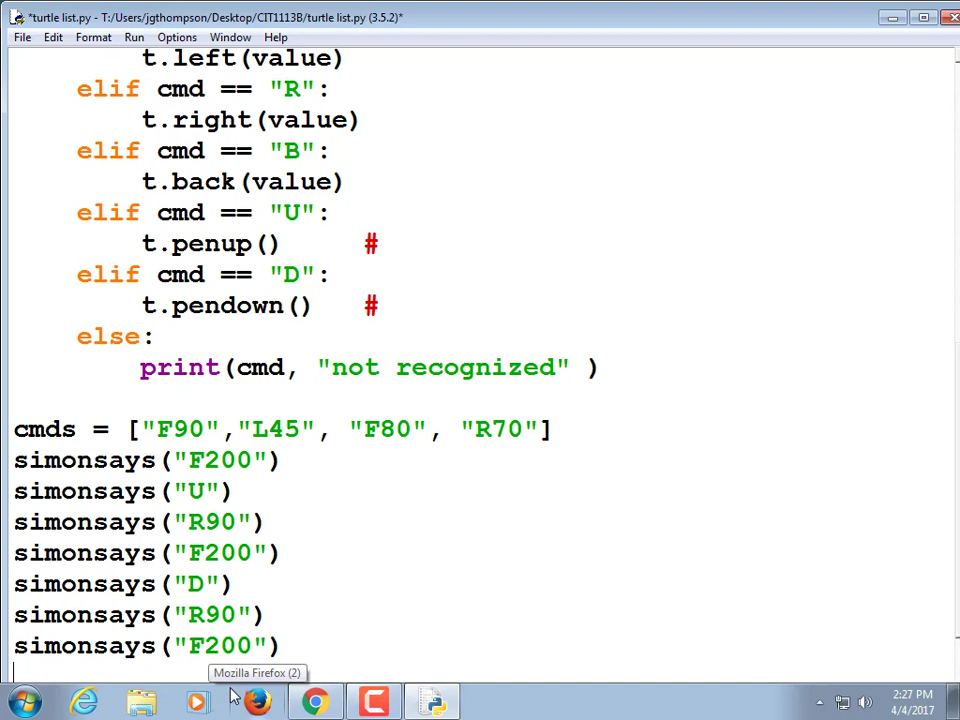 *turtle list.py - T:/Users/jgthompson/Desktop/CIT1113B/turtle list.py (3.5.2)*
File Edit Format Run Options Window Help
t.left(value)
elif cmd == "R":
t.right(value)
elif cmd == "B":
t.back(value)
elif cmd == "U":
t.penup() #
elif cmd == "D":
t.pendown() #
else:
print(cmd, "not recognized" )
cmds = ["F90","L45", "F80", "R70"]
simonsays("F200")
simonsays("U")
simonsays("R90")
simonsays("F200")
simonsays("D")
simonsays("R90")
simonsays("F200")
Mozilla Firefox (2)
2:27 PM
4/4/2017